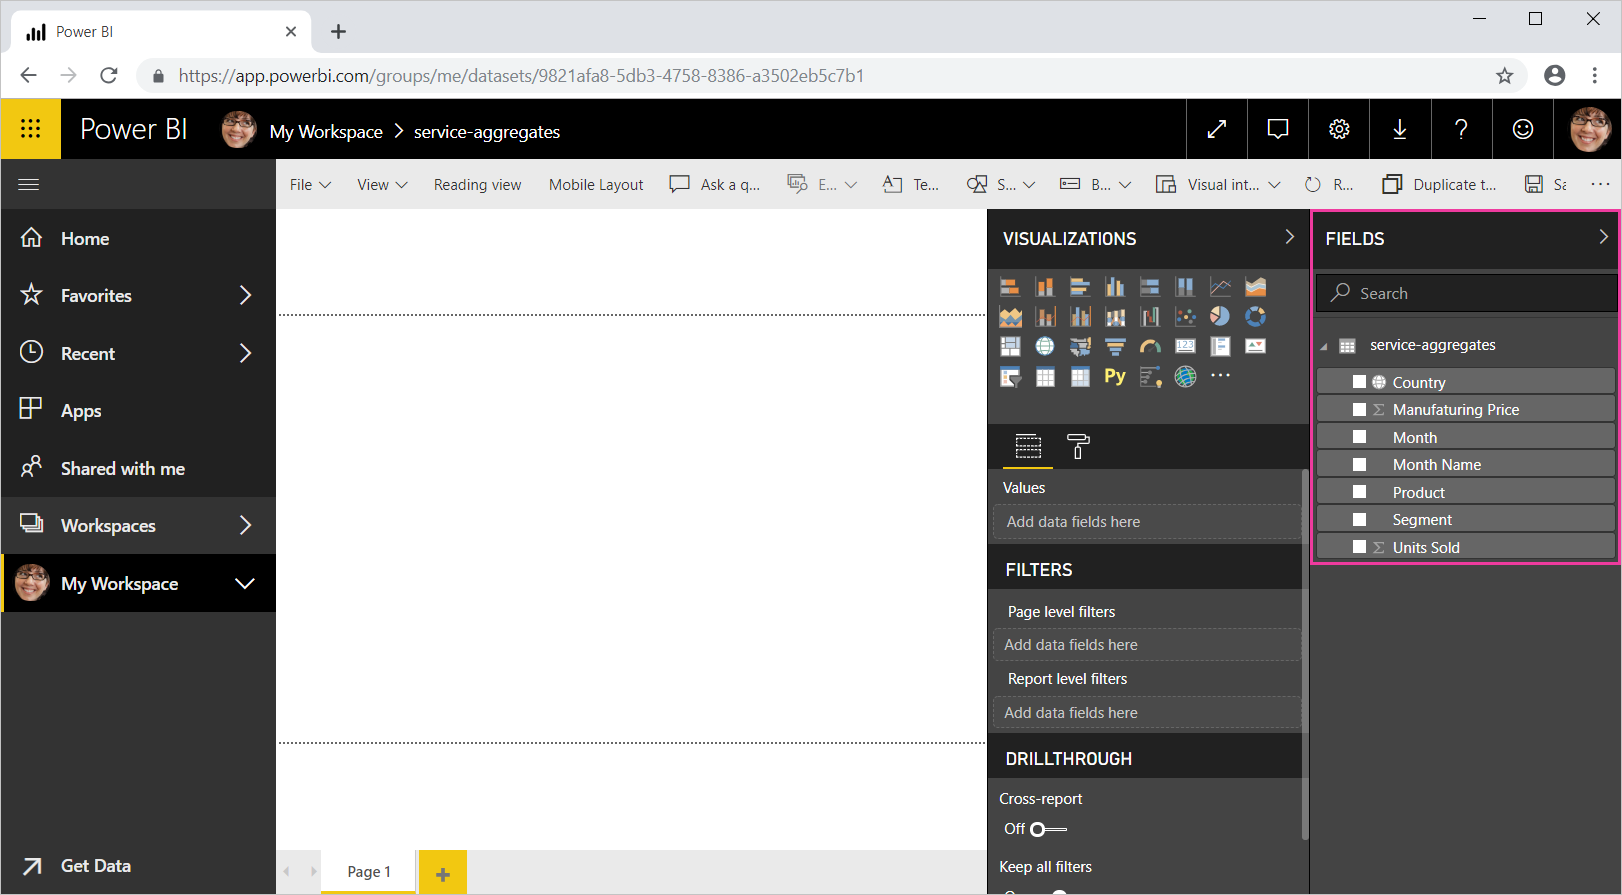 Power BI
https://app.powerbi.com/groups/me/datasets/9821afa8-5db3-4758-8386-a3502eb5c7b1
Power BI My Workspace > service-aggregates ?
File View Reading view Mobile Layout Ask a q... E... Te... S... B... Visual int... R... Duplicate t... Sa ...
Home
Favorites
Recent
Apps
Shared with me
Workspaces
My Workspace
Get Data
Page 1
VISUALIZATIONS
123
Py
Values
Add data fields here
FILTERS
Page level filters
Add data fields here
Report level filters
Add data fields here
DRILLTHROUGH
Cross-report
Off
Keep all filters
FIELDS
Search
service-aggregates
Country
Σ Manufaturing Price
Month
Month Name
Product
Segment
Σ Units Sold